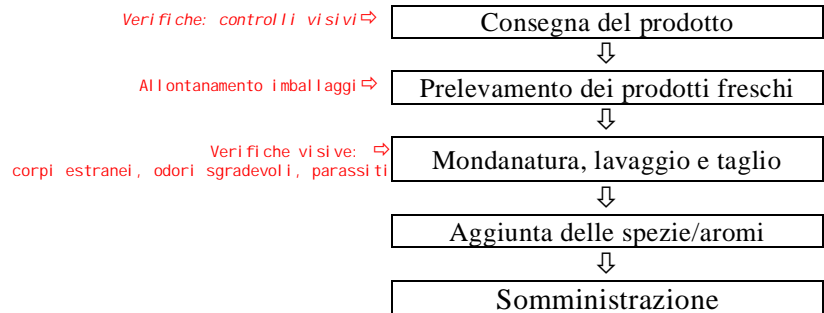 Verifiche: controlli visivi⇨ Consegna del prodotto
⇩
Allontanamento imballaggi⇨ Prelevamento dei prodotti freschi
⇩
Verifiche visive: ⇨
corpi estranei, odori sgradevoli, parassiti
Mondanatura, lavaggio e taglio
⇩
Aggiunta delle spezie/aromi
⇩
Somministrazione